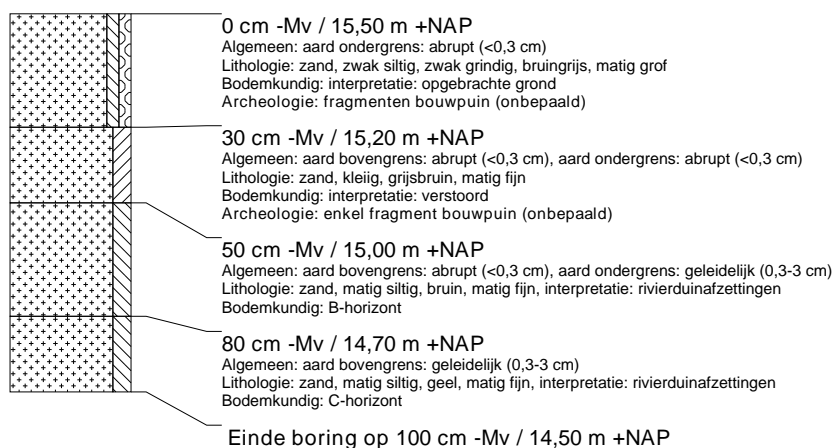 0 cm -Mv / 15,50 m +NAP
Algemeen: aard ondergrens: abrupt (<0,3 cm)
Lithologie: zand, zwak siltig, zwak grindig, bruingrijs, matig grof
Bodemkundig: interpretatie: opgebrachte grond
Archeologie: fragmenten bouwpuin (onbepaald)
30 cm -Mv / 15,20 m +NAP
Algemeen: aard bovengrens: abrupt (<0,3 cm), aard ondergrens: abrupt (<0,3 cm)
Lithologie: zand, kleiig, grijsbruin, matig fijn
Bodemkundig: interpretatie: verstoord
Archeologie: enkel fragment bouwpuin (onbepaald)
50 cm -Mv / 15,00 m +NAP
Algemeen: aard bovengrens: abrupt (<0,3 cm), aard ondergrens: geleidelijk (0,3-3 cm)
Lithologie: zand, matig siltig, bruin, matig fijn, interpretatie: rivierduinafzettingen
Bodemkundig: B-horizont
80 cm -Mv / 14,70 m +NAP
Algemeen: aard bovengrens: geleidelijk (0,3-3 cm)
Lithologie: zand, matig siltig, geel, matig fijn, interpretatie: rivierduinafzettingen
Bodemkundig: C-horizont
Einde boring op 100 cm -Mv / 14,50 m +NAP